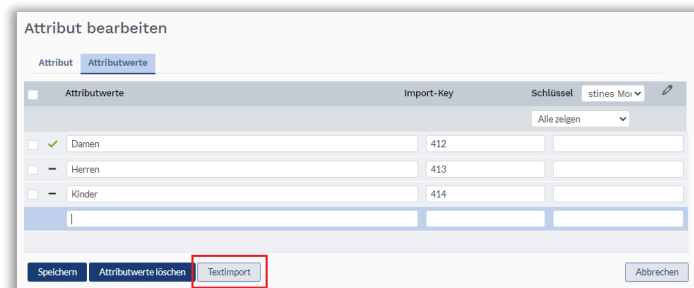 Attribut bearbeiten
Attribut Attributwerte
Attributwerte Import-Key Schlüssel stines Mo
Alle zeigen
Damen 412
Herren 413
Kinder 414
Speichern Attributwerte löschen Textimport Abbrechen